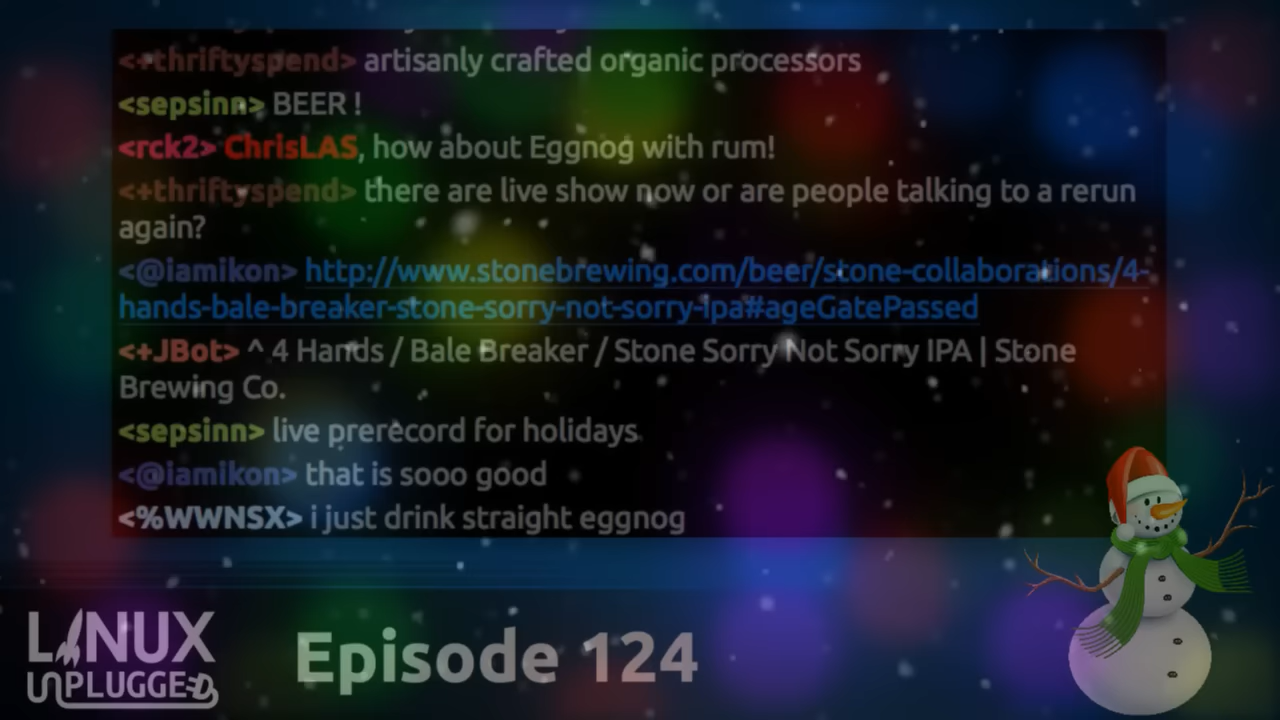 <+thriftyspend> artisanly crafted organic processors
<sepsinn> BEER !
<rck2> ChrisLAS, how about Eggnog with rum!
<+thriftyspend> there are live show now or are people talking to a rerun
again?
<@iamikon> http://www.stonebrewing.com/beer/stone-collaborations/4-
hands-bale-breaker-stone-sorry-not-sorry-ipa#ageGatePassed
<+JBot> ^ 4 Hands / Bale Breaker / Stone Sorry Not Sorry IPA | Stone
Brewing Co.
<sepsinn> live prerecord for holidays
<@iamikon> that is sooo good
<%WWNSX> i just drink straight eggnog
LINUX
UNPLUGGED
Episode 124